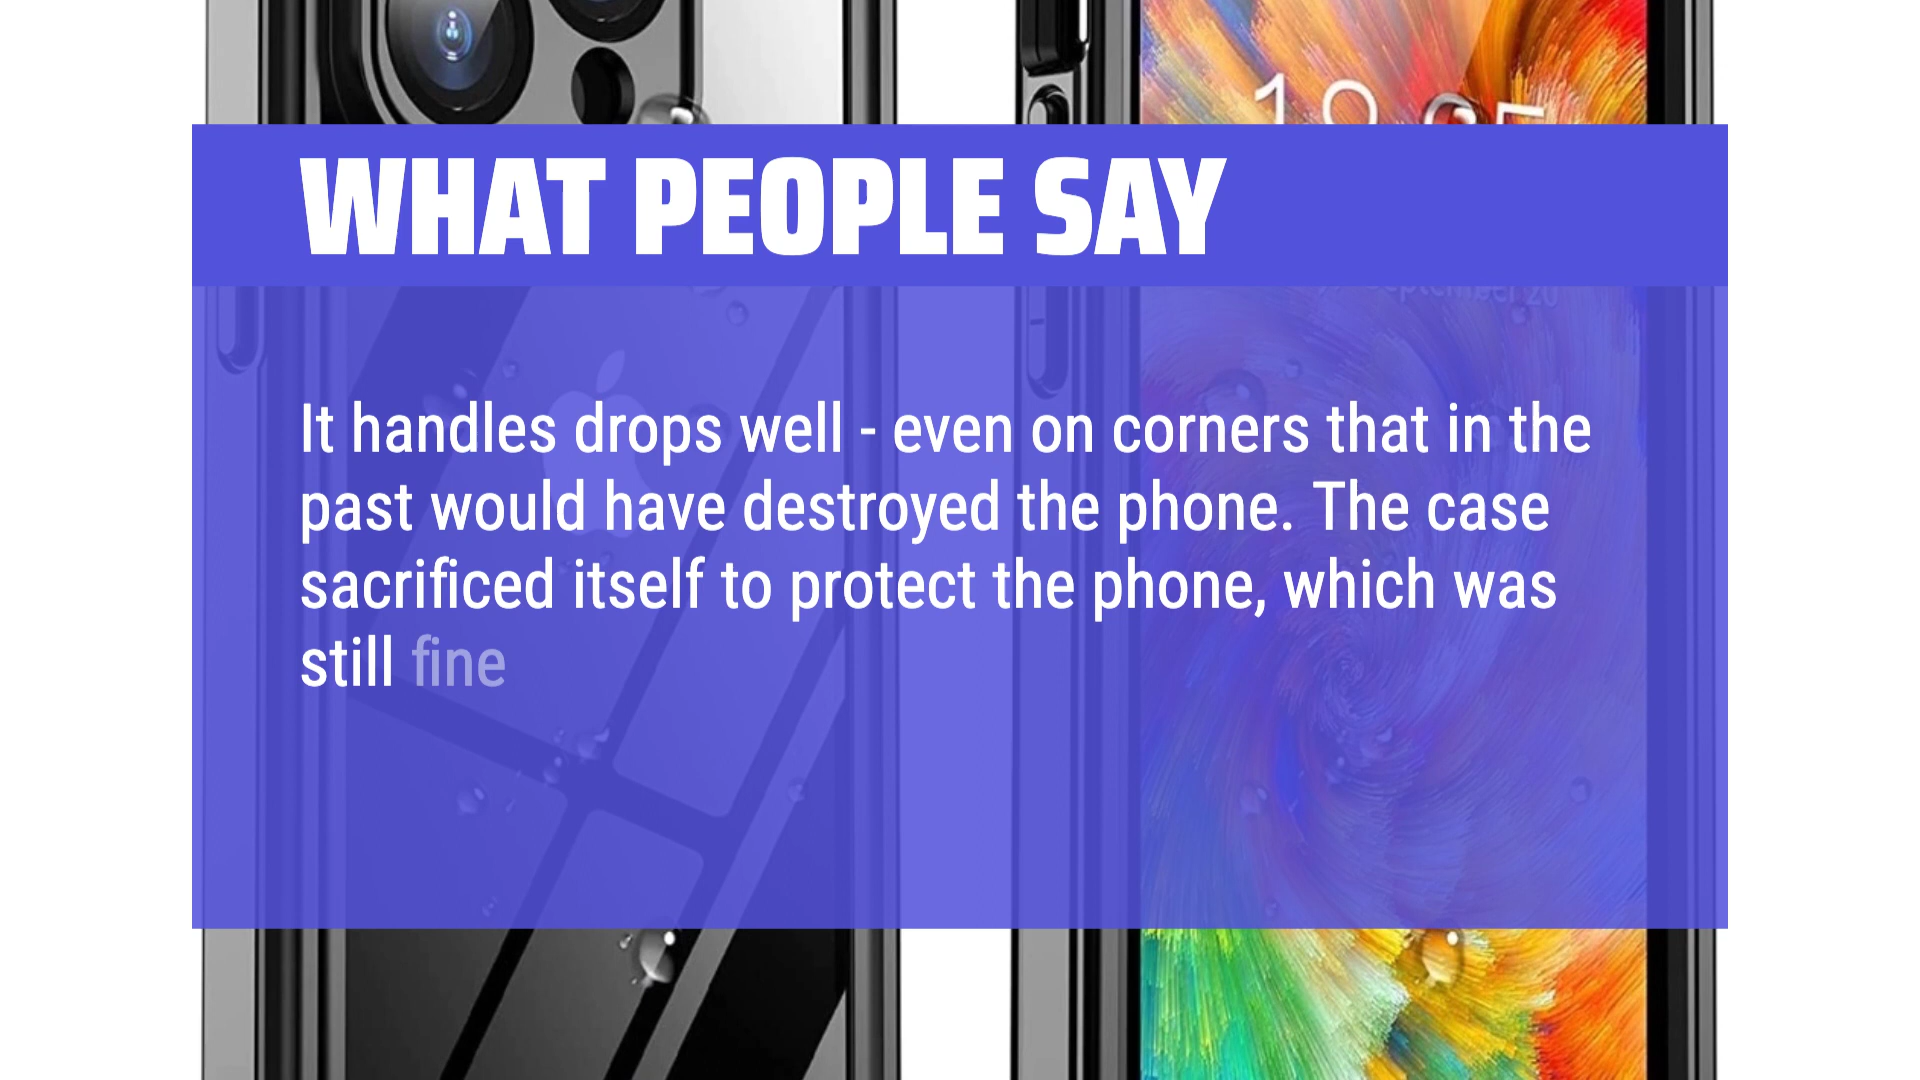 WHAT PEOPLE SAY
It handles drops well - even on corners that in the
past would have destroyed the phone. The case
sacrificed itself to protect the phone, which was
still fine